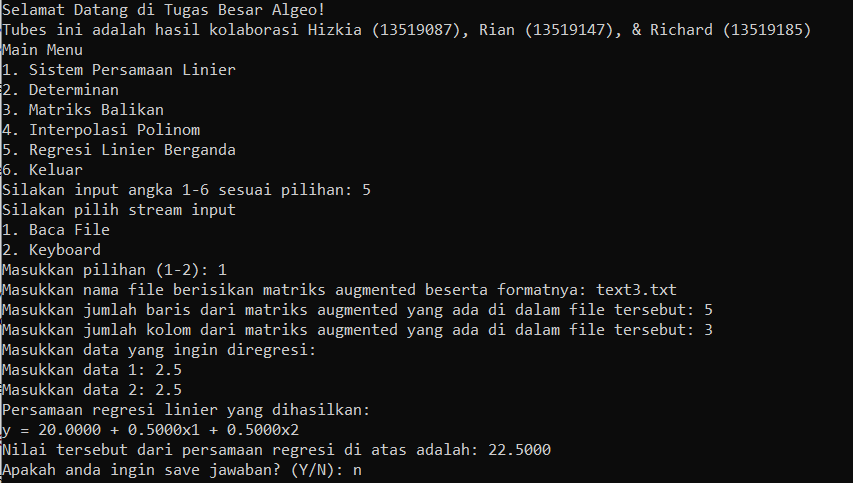 Selamat Datang di Tugas Besar Algeo!
Tubes ini adalah hasil kolaborasi Hizkia (13519087), Rian (13519147), & Richard (13519185)
Main Menu
1. Sistem Persamaan Linier
2. Determinan
3. Matriks Balikan
4. Interpolasi Polinom
5. Regresi Linier Berganda
6. Keluar
Silakan input angka 1-6 sesuai pilihan: 5
Silakan pilih stream input
1. Baca File
2. Keyboard
Masukkan pilihan (1-2): 1
Masukkan nama file berisikan matriks augmented beserta formatnya: text3.txt
Masukkan jumlah baris dari matriks augmented yang ada di dalam file tersebut: 5
Masukkan jumlah kolom dari matriks augmented yang ada di dalam file tersebut: 3
Masukkan data yang ingin diregresi:
Masukkan data 1: 2.5
Masukkan data 2: 2.5
Persamaan regresi linier yang dihasilkan:
y = 20.0000 + 0.5000x1 + 0.5000x2
Nilai tersebut dari persamaan regresi di atas adalah: 22.5000
Apakah anda ingin save jawaban? (Y/N): n